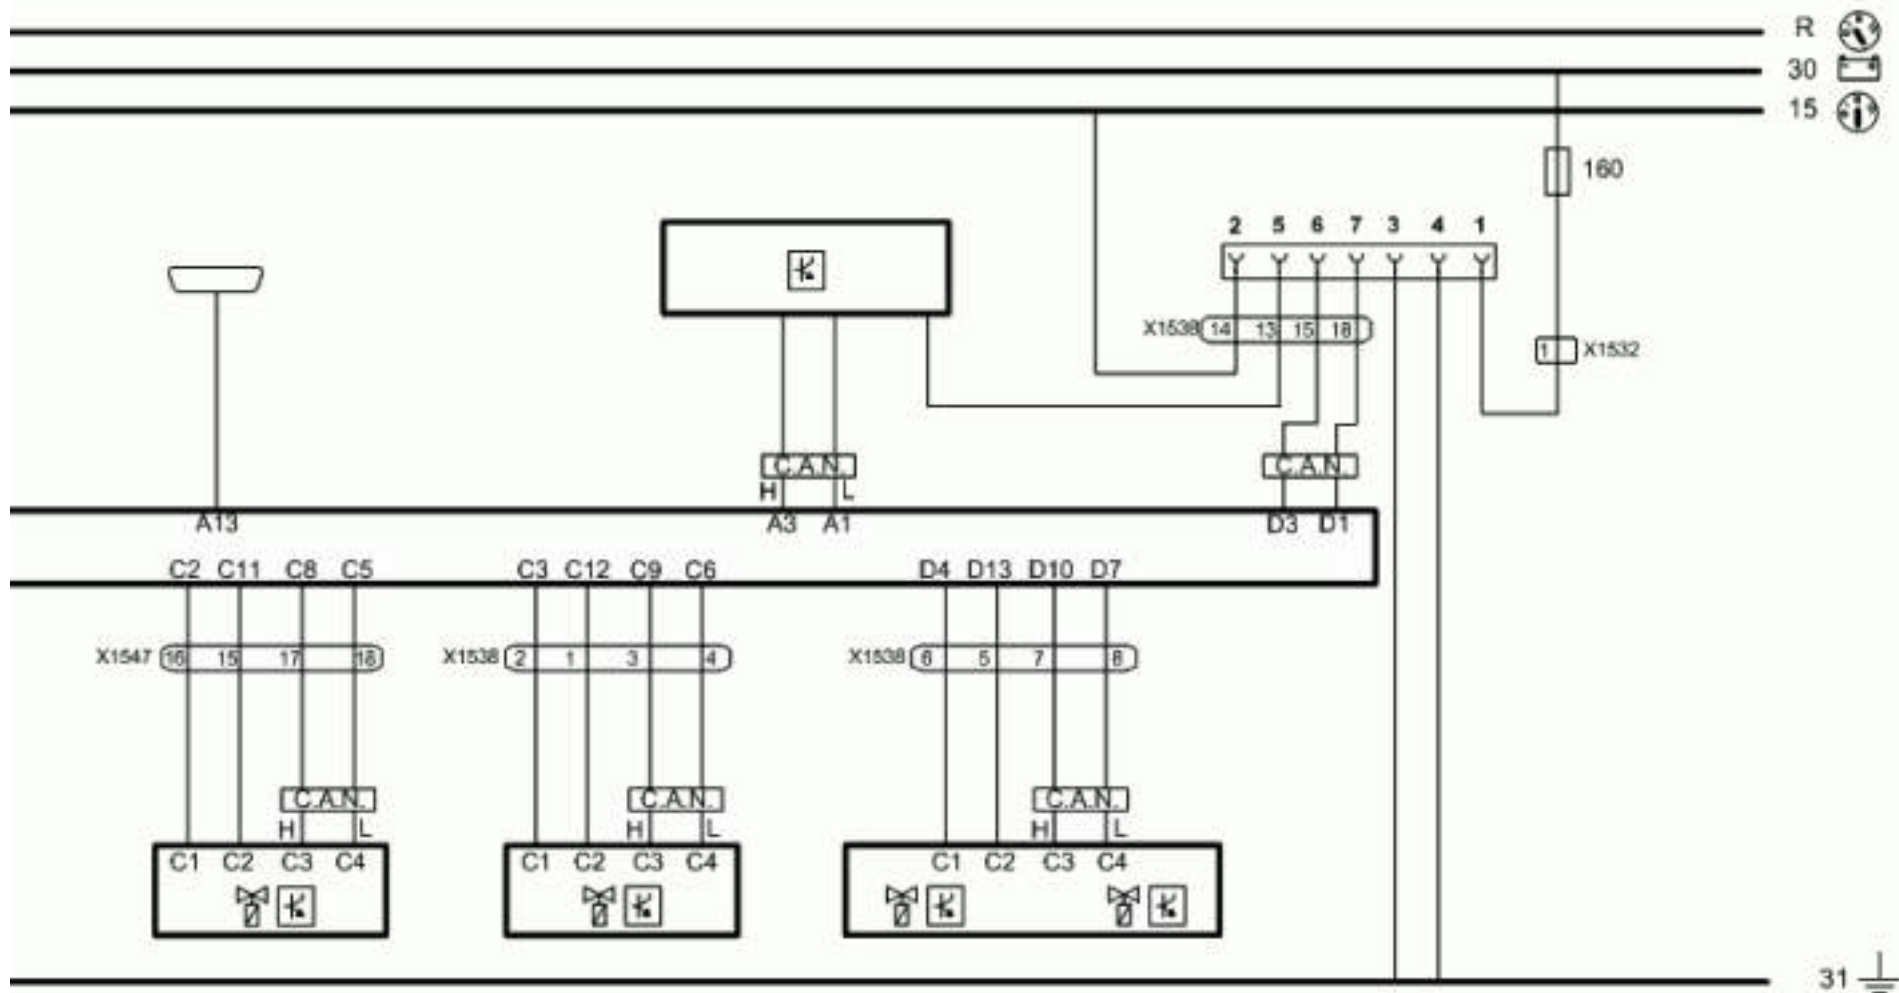 R
30
15
160
2 5 6 7 3 4 1
X1538 14 13 15 18
1 X1532
C.A.N. C.A.N.
H L
A13 A3 A1 D3 D1
C2 C11 C8 C5 C3 C12 C9 C6 D4 D13 D10 D7
X1547 16 15 17 18 X1538 2 1 3 4 X1538 6 5 7 8
C.A.N. C.A.N. C.A.N.
H L H L H L
C1 C2 C3 C4 C1 C2 C3 C4 C1 C2 C3 C4
31